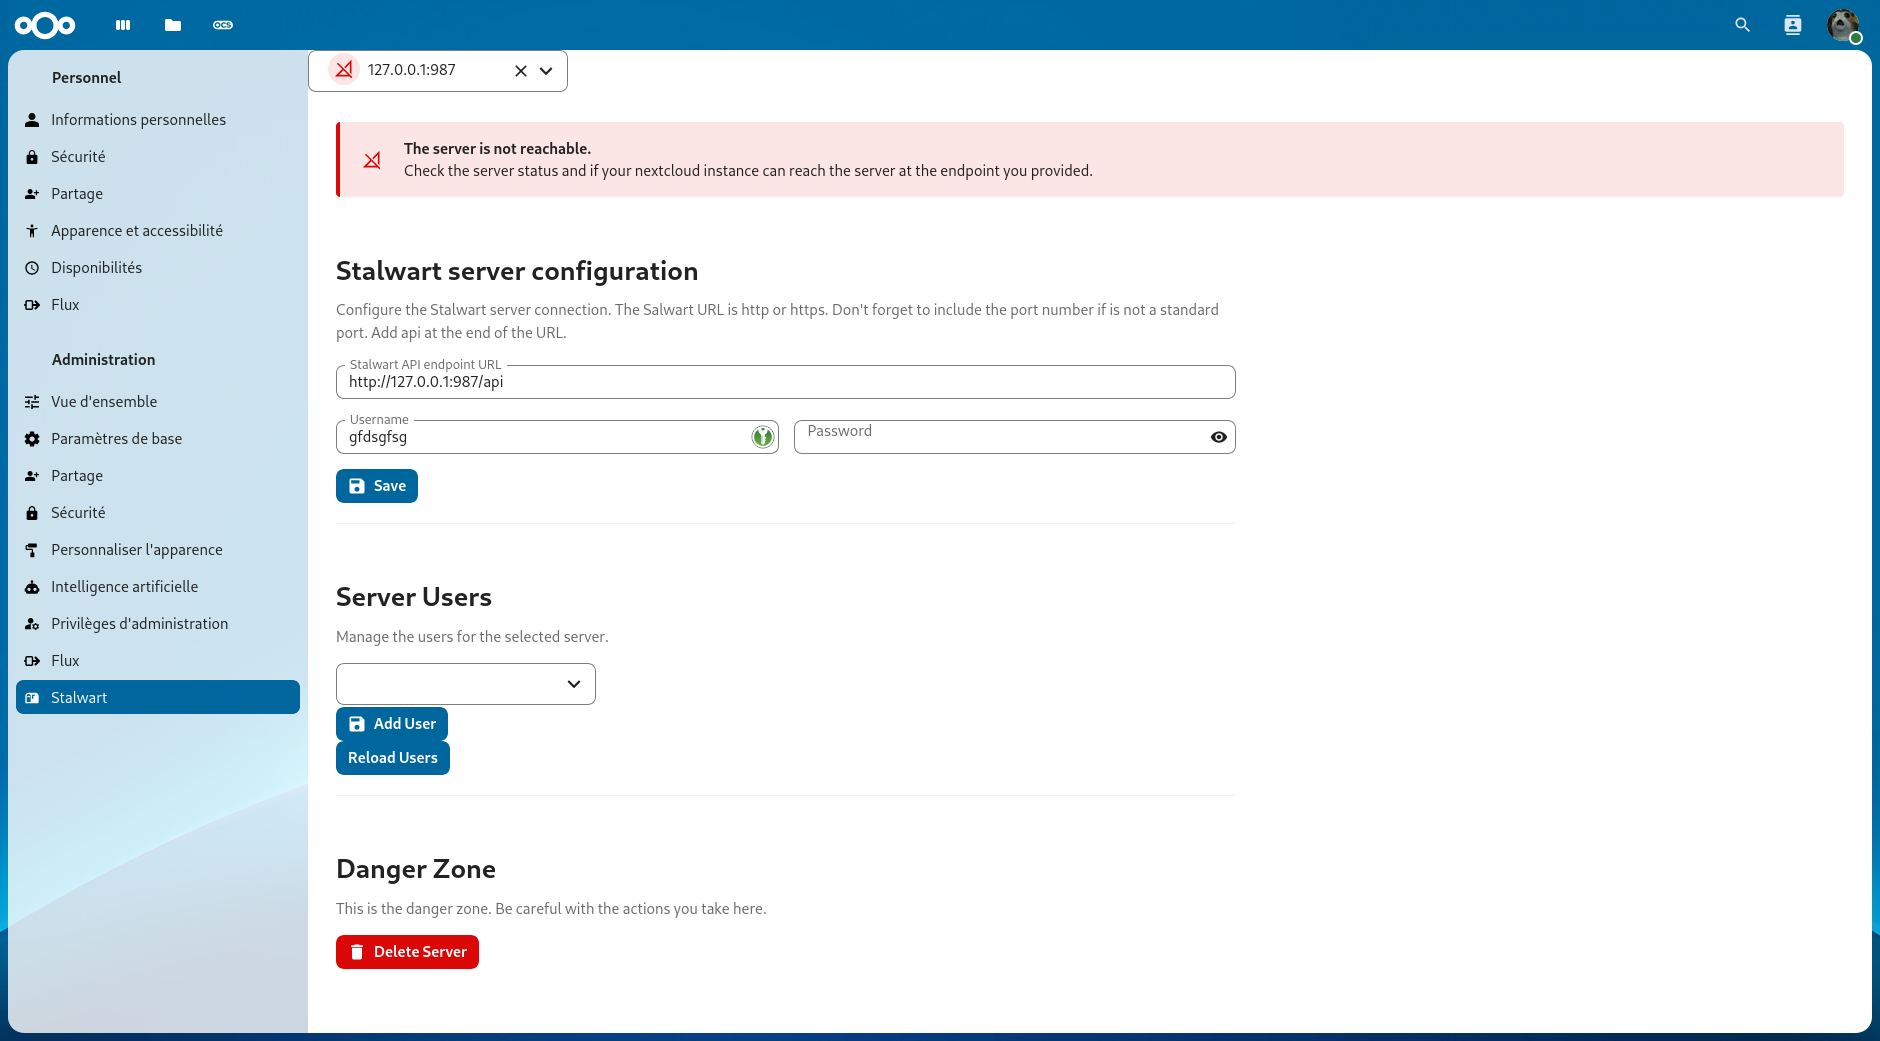 OCS
Personnel
Informations personnelles
Sécurité
Partage
Apparence et accessibilité
Disponibilités
Flux
Administration
Vue d'ensemble
Paramètres de base
Partage
Sécurité
Personnaliser l'apparence
Intelligence artificielle
Privilèges d'administration
Flux
Stalwart
127.0.0.1:987
The server is not reachable.
Check the server status and if your nextcloud instance can reach the server at the endpoint you provided.
Stalwart server configuration
Configure the Stalwart server connection. The Salwart URL is http or https. Don't forget to include the port number if is not a standard
port. Add api at the end of the URL.
Stalwart API endpoint URL
http://127.0.0.1:987/api
Username
gfdsgfsg
Password
Save
Server Users
Manage the users for the selected server.
Add User
Reload Users
Danger Zone
This is the danger zone. Be careful with the actions you take here.
Delete Server